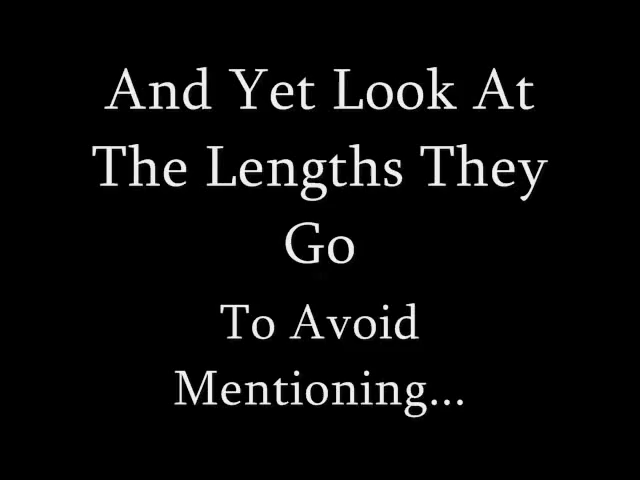 And Yet Look At
The Lengths They
Go
To Avoid
Mentioning...